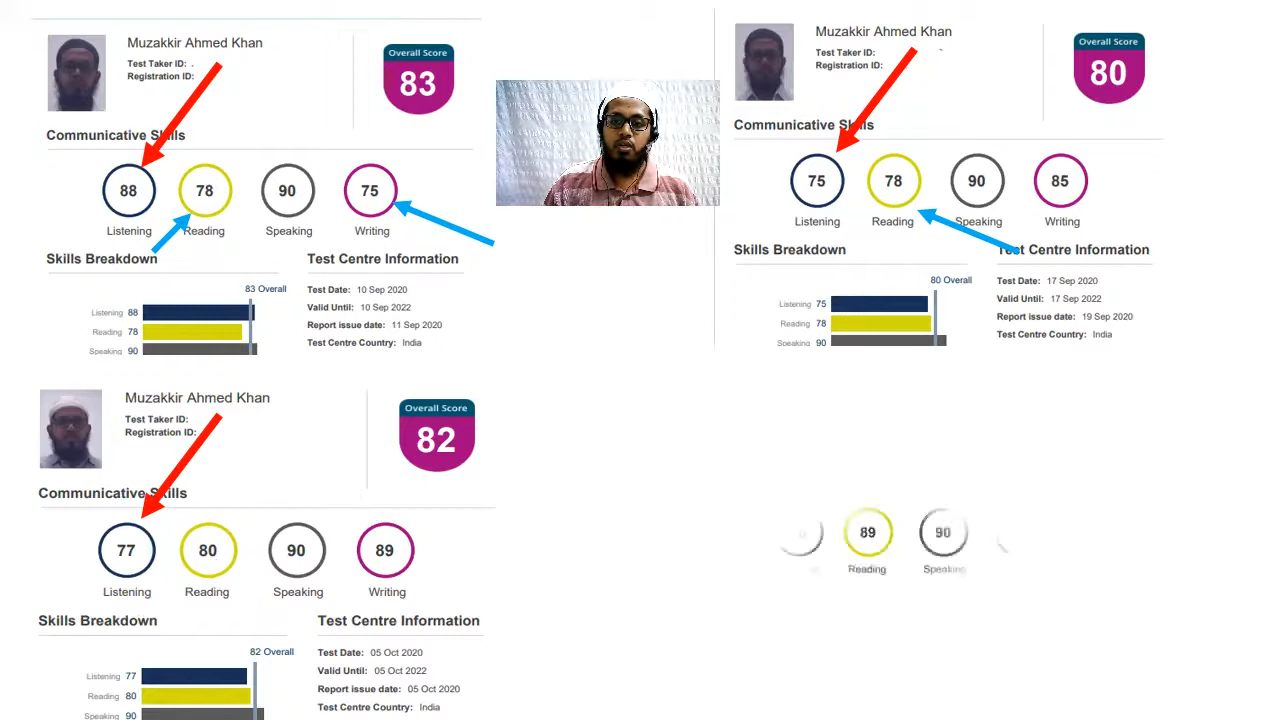 Muzakkir Ahmed Khan
Test Taker ID:
Registration ID:
Overall Score
83
Communicative Skills
88 78 90 75
Listening Reading Speaking Writing
Skills Breakdown
83 Overall
Listening 88
Reading 78
Speaking 90
Test Centre Information
Test Date: 10 Sep 2020
Valid Until: 10 Sep 2022
Report issue date: 11 Sep 2020
Test Centre Country: India
Muzakkir Ahmed Khan
Test Taker ID:
Registration ID:
Overall Score
80
Communicative Skills
75 78 90 85
Listening Reading Speaking Writing
Skills Breakdown
80 Overall
Listening 75
Reading 78
Speaking 90
Test Centre Information
Test Date: 17 Sep 2020
Valid Until: 17 Sep 2022
Report issue date: 19 Sep 2020
Test Centre Country: India
Muzakkir Ahmed Khan
Test Taker ID:
Registration ID:
Overall Score
82
Communicative Skills
77 80 90 89
Listening Reading Speaking Writing
Skills Breakdown
82 Overall
Listening 77
Reading 80
Speaking 90
Test Centre Information
Test Date: 05 Oct 2020
Valid Until: 05 Oct 2022
Report issue date: 05 Oct 2020
Test Centre Country: India
89 90
Reading Speaking